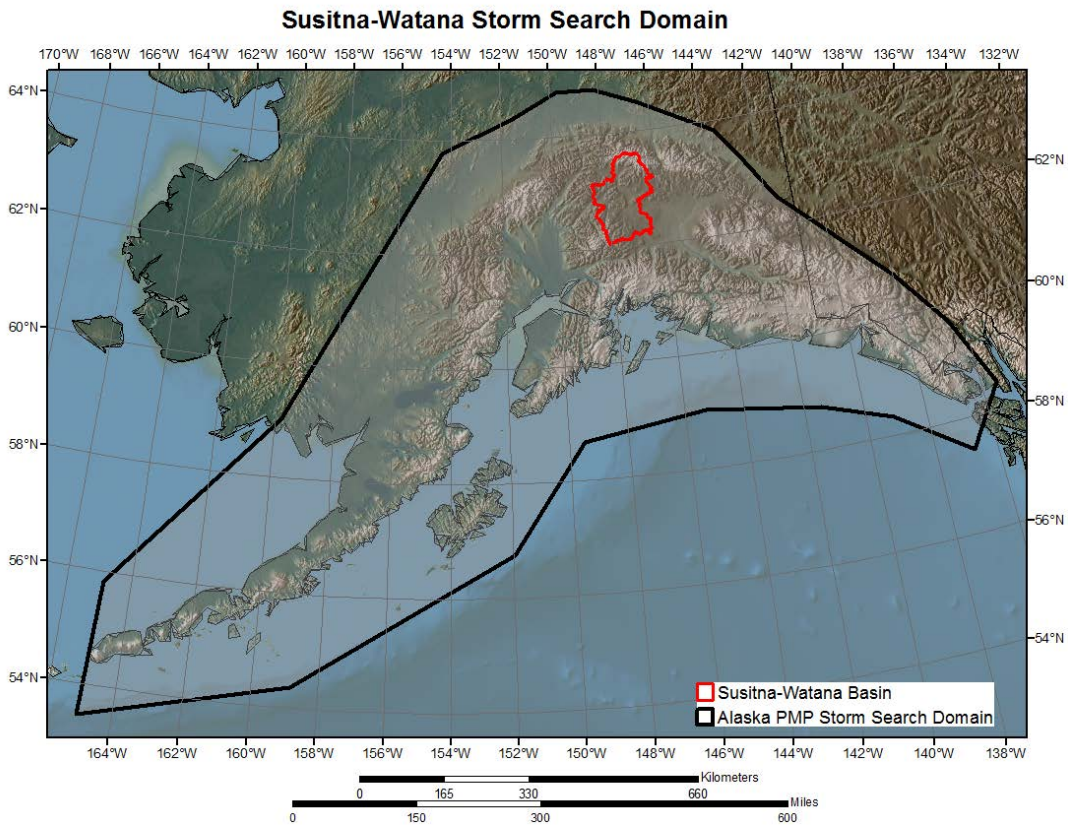 Susitna-Watana Storm Search Domain
170°W 168°W 166°W 164°W 162°W 160°W 158°W 156°W 154°W 152°W 150°W 148°W 146°W 144°W 142°W 140°W 138°W 136°W 134°W 132°W
64°N
62°N
62°N
60°N
60°N
58°N
58°N
56°N
56°N
54°N
54°N
Susitna-Watana Basin
Alaska PMP Storm Search Domain
164°W 162°W 160°W 158°W 156°W 154°W 152°W 150°W 148°W 146°W 144°W 142°W 140°W 138°W
Kilometers
0 165 330 660
Miles
0 150 300 600